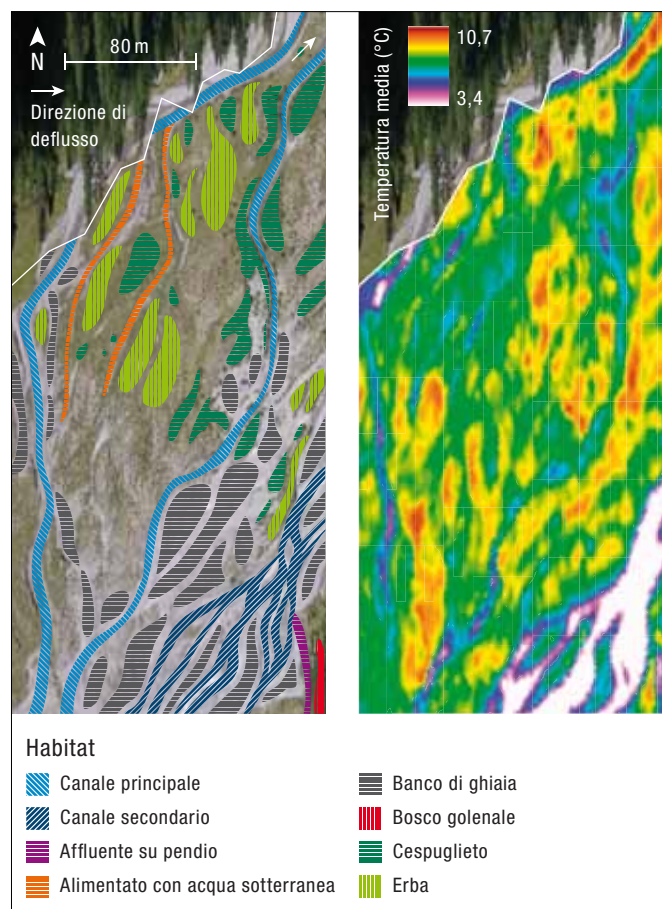 N
80 m
Direzione di
deflusso
Temperatura media (°C)
10,7
3,4
Habitat
Canale principale
Canale secondario
Affluente su pendio
Alimentato con acqua sotterranea
Banco di ghiaia
Bosco golenale
Cespuglieto
Erba